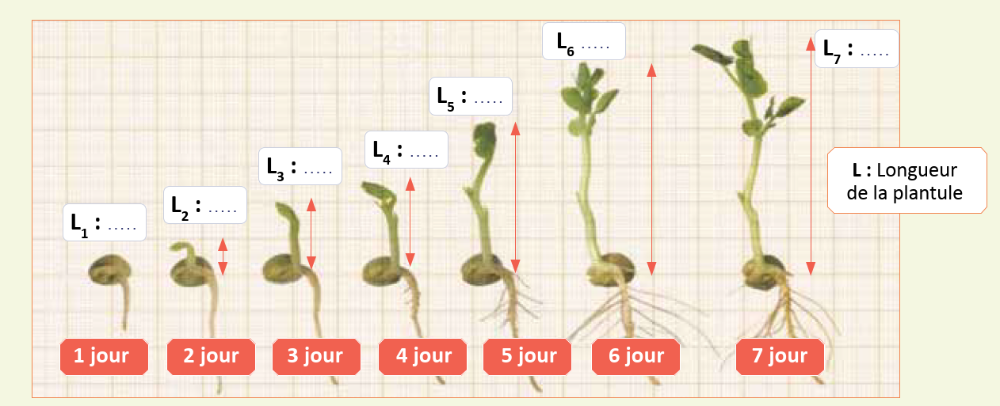 L1 : .....
L2 : .....
L3 : .....
L4 : .....
L5 : .....
L6 .....
L7 : .....
L : Longueur
de la plantule
1 jour
2 jour
3 jour
4 jour
5 jour
6 jour
7 jour